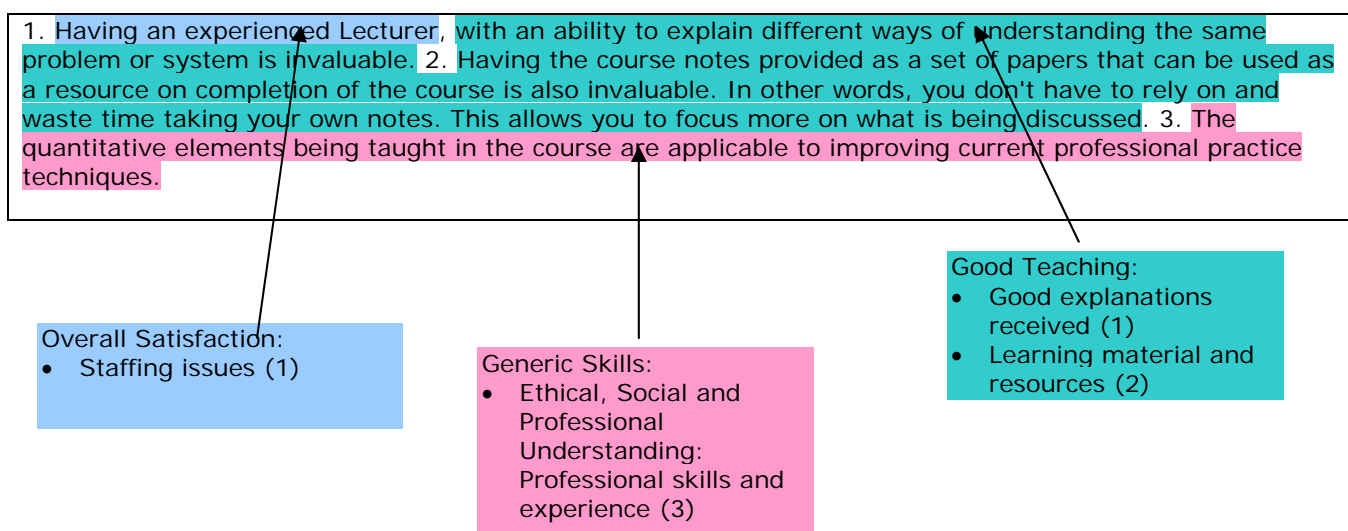 1. Having an experienced Lecturer, with an ability to explain different ways of understanding the same
problem or system is invaluable. 2. Having the course notes provided as a set of papers that can be used as
a resource on completion of the course is also invaluable. In other words, you don't have to rely on and
waste time taking your own notes. This allows you to focus more on what is being discussed. 3. The
quantitative elements being taught in the course are applicable to improving current professional practice
techniques.
Overall Satisfaction:
• Staffing issues (1)
Generic Skills:
• Ethical, Social and
Professional
Understanding:
Professional skills and
experience (3)
Good Teaching:
• Good explanations
received (1)
• Learning material and
resources (2)